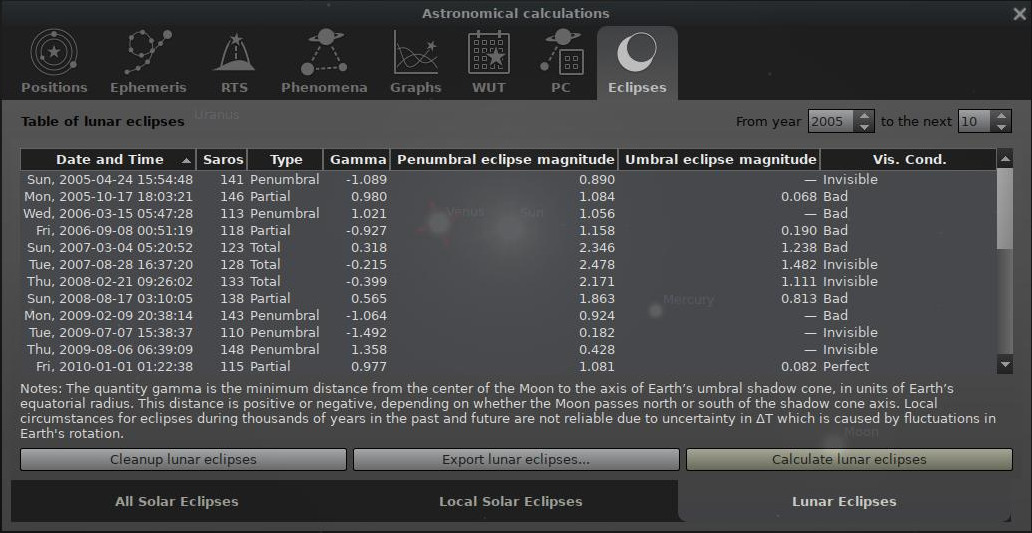 Astronomical calculations
Positions Ephemeris RTS Phenomena Graphs WUT PC Eclipses
Uranus
Table of lunar eclipses From year 2005 to the next 10
Date and Time Saros Type Gamma Penumbral eclipse magnitude Umbral eclipse magnitude Vis. Cond.
Sun, 2005-04-24 15:54:48 141 Penumbral -1.089 0.890 — Invisible
Mon, 2005-10-17 18:03:21 146 Partial 0.980 1.084 0.068 Bad
Wed, 2006-03-15 05:47:28 113 Penumbral 1.021 1.056 — Bad
Venus Sun
Fri, 2006-09-08 00:51:19 118 Partial -0.927 1.158 0.190 Bad
Sun, 2007-03-04 05:20:52 123 Total 0.318 2.346 1.238 Bad
Tue, 2007-08-28 16:37:20 128 Total -0.215 2.478 1.482 Invisible
Thu, 2008-02-21 09:26:02 133 Total -0.399 2.171 1.111 Invisible
Sun, 2008-08-17 03:10:05 138 Partial 0.565 1.863 0.813 Bad
Mercury
Mon, 2009-02-09 20:38:14 143 Penumbral -1.064 0.924 — Bad
Tue, 2009-07-07 15:38:37 110 Penumbral -1.492 0.182 — Invisible
Thu, 2009-08-06 06:39:09 148 Penumbral 1.358 0.428 — Invisible
Fri, 2010-01-01 01:22:38 115 Partial 0.977 1.081 0.082 Perfect
Notes: The quantity gamma is the minimum distance from the center of the Moon to the axis of Earth’s umbral shadow cone, in units of Earth’s
equatorial radius. This distance is positive or negative, depending on whether the Moon passes north or south of the shadow cone axis. Local
circumstances for eclipses during thousands of years in the past and future are not reliable due to uncertainty in ΔT which is caused by fluctuations in
Earth's rotation.
Moon
Cleanup lunar eclipses Export lunar eclipses... Calculate lunar eclipses
All Solar Eclipses Local Solar Eclipses Lunar Eclipses